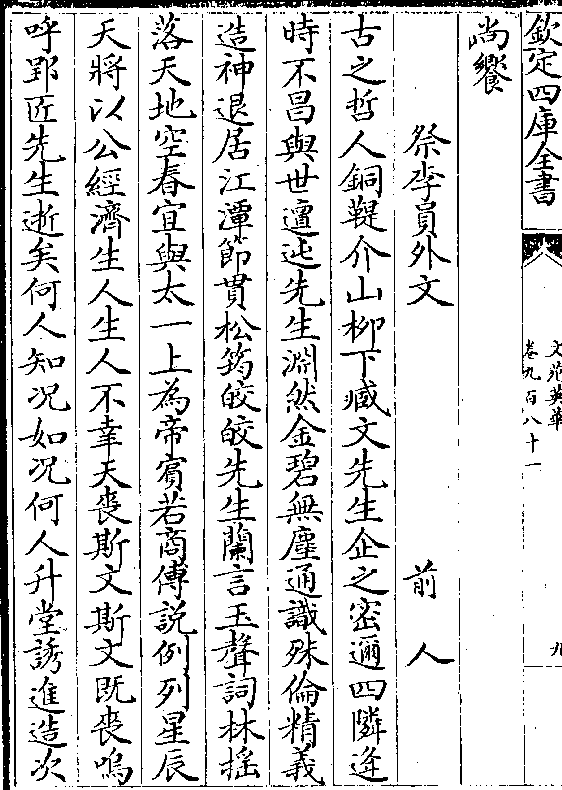 欽定四庫全書
文苑英華
卷九百八十一
九
尚饗
祭李員外文　前人
古之哲人銅鞮介山柳下臧文先生企之密邇四隣迕
時不昌與世邅迍先生淵然金碧無塵通識殊倫精義
造神退居江潭節貫松筠皎皎先生蘭言玉聲詞林揺
落天地空春宜與太一上為帝賓若商傅説例列星辰
天將以公經濟生人生人不幸天喪斯文斯文既喪嗚
呼郢匠先生逝矣何人知況如況何人升堂誘進造次